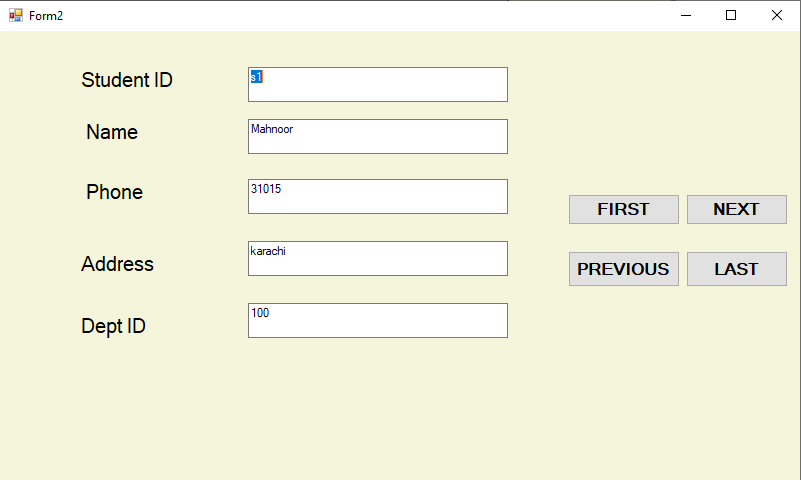 Form2
Student ID s1
Name Mahnoor
Phone 31015
FIRST NEXT
Address karachi
PREVIOUS LAST
Dept ID 100